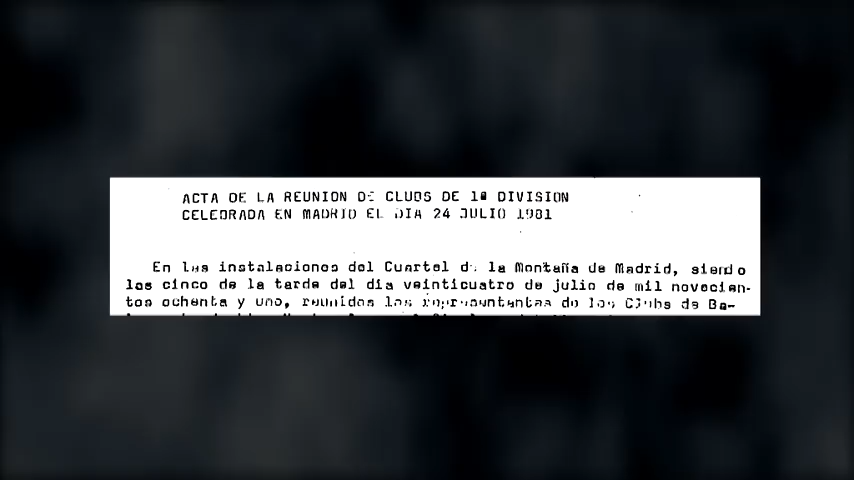 ACTA DE LA REUNION DE CLUBS DE 1ª DIVISION
CELEBRADA EN MADRID EL DIA 24 JULIO 1981
En las instalaciones del Cuartel de la Montaña de Madrid, siendo
las cinco de la tarde del dia veinticuatro de julio de mil novecien-
tos ochenta y uno, reunidos los representantes de los Clubs de Ba-